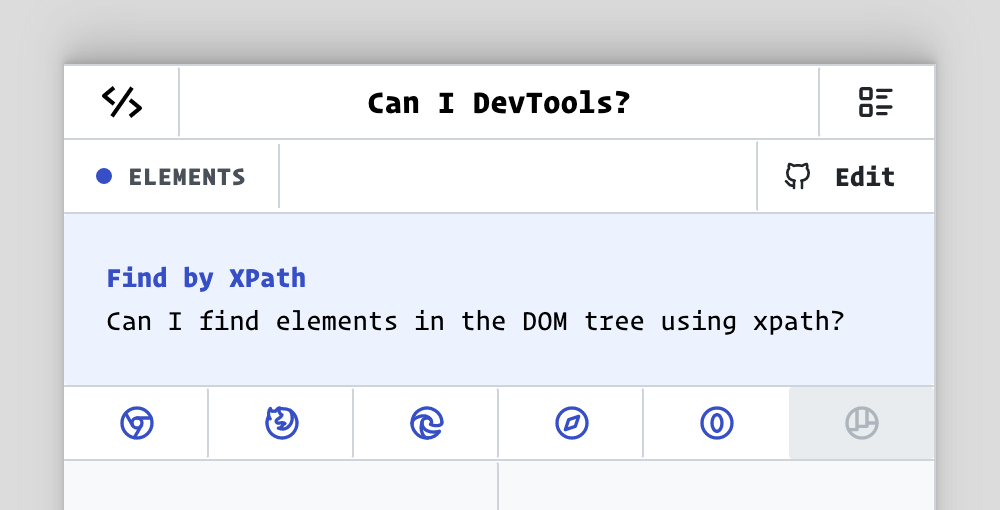 Can I DevTools?
ELEMENTS
Edit
Find by XPath
Can I find elements in the DOM tree using xpath?